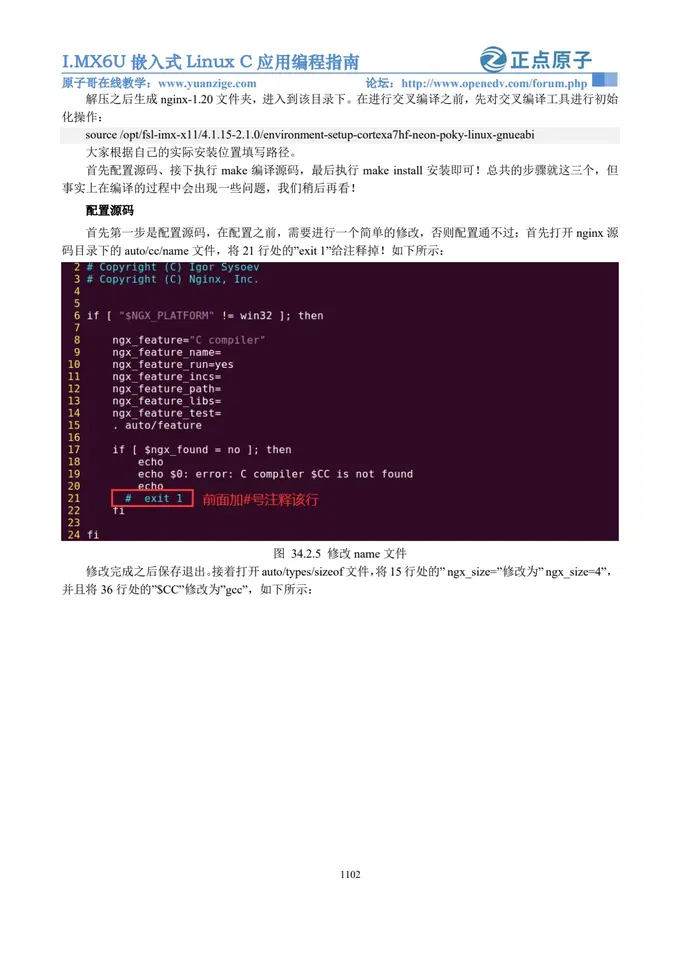 I.MX6U 嵌入式 Linux C 应用编程指南
正点原子
原子哥在线教学：www.yuanzige.com
论坛：http://www.openedv.com/forum.php
解压之后生成 nginx-1.20 文件夹，进入到该目录下。在进行交叉编译之前，先对交叉编译工具进行初始
化操作：
source /opt/fsl-imx-x11/4.1.15-2.1.0/environment-setup-cortexa7hf-neon-poky-linux-gnueabi
大家根据自己的实际安装位置填写路径。
首先配置源码、接下执行 make 编译源码，最后执行 make install 安装即可！总共的步骤就这三个，但
事实上在编译的过程中会出现一些问题，我们稍后再看！
配置源码
首先第一步是配置源码，在配置之前，需要进行一个简单的修改，否则配置通不过；首先打开 nginx 源
码目录下的 auto/cc/name 文件，将 21 行处的”exit 1”给注释掉！如下所示：
2 # Copyright (C) Igor Sysoev
3 # Copyright (C) Nginx, Inc.
4
5
6 if [ "$NGX_PLATFORM" != win32 ]; then
7
8     ngx_feature="C compiler"
9     ngx_feature_name=
10     ngx_feature_run=yes
11     ngx_feature_incs=
12     ngx_feature_path=
13     ngx_feature_libs=
14     ngx_feature_test=
15     . auto/feature
16
17     if [ $ngx_found = no ]; then
18         echo
19         echo $0: error: C compiler $CC is not found
20         echo
21       #  exit 1 前面加#号注释该行
22     fi
23
24 fi
图 34.2.5 修改 name 文件
修改完成之后保存退出。接着打开 auto/types/sizeof 文件，将 15 行处的” ngx_size=”修改为” ngx_size=4”，
并且将 36 行处的”$CC”修改为”gcc”，如下所示：
1102